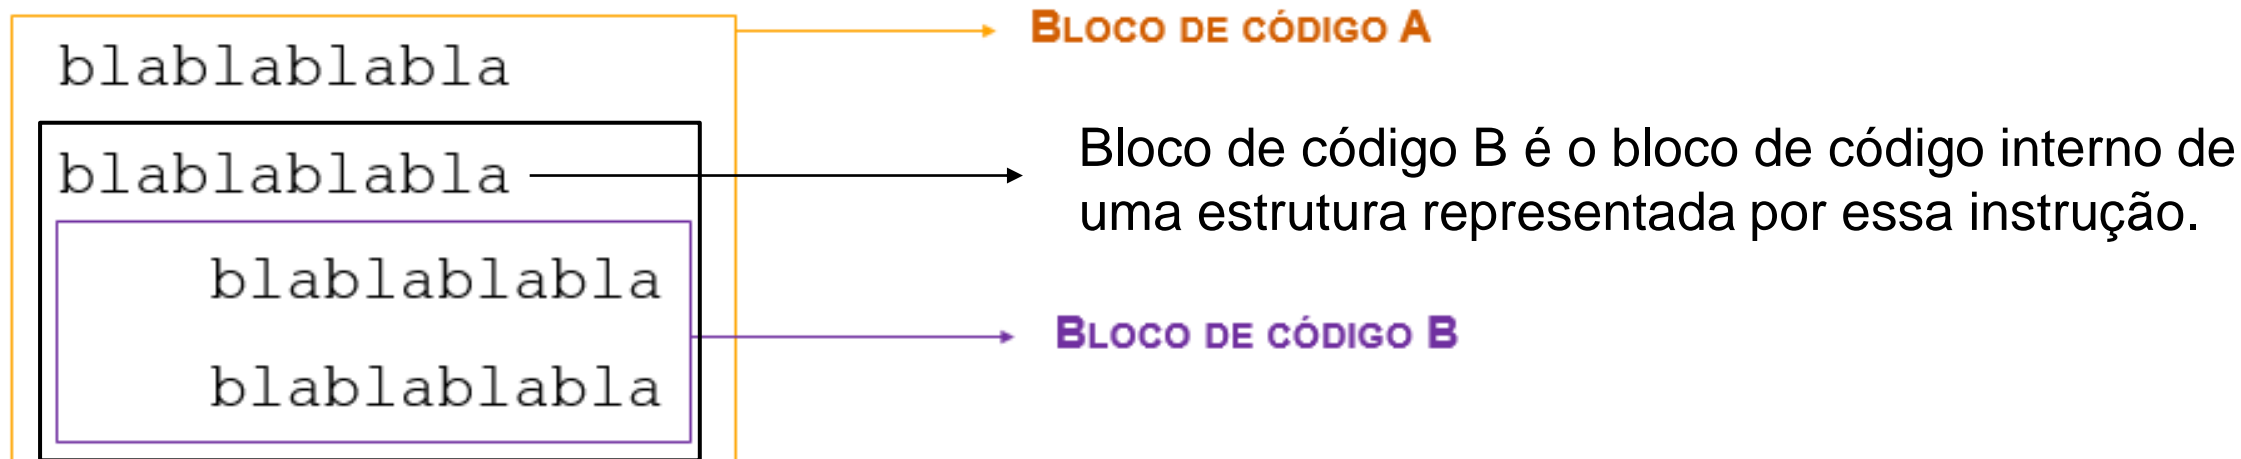 BLOCO DE CÓDIGO A
blablablabla
Bloco de código B é o bloco de código interno de
blablablabla
uma estrutura representada por essa instrução.
blablablabla
BLOCO DE CÓDIGO B
blablablabla